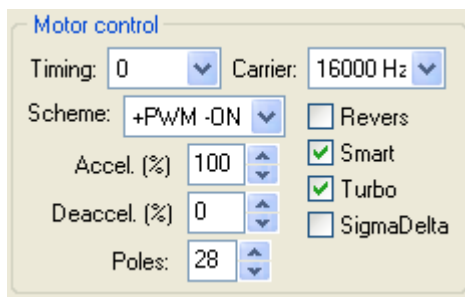 Motor control
Timing: 0 Carrier: 16000 Hz
Scheme: +PWM -ON Revers
Accel. (%) 100 Smart
Deaccel. (%) 0 Turbo
SigmaDelta
Poles: 28